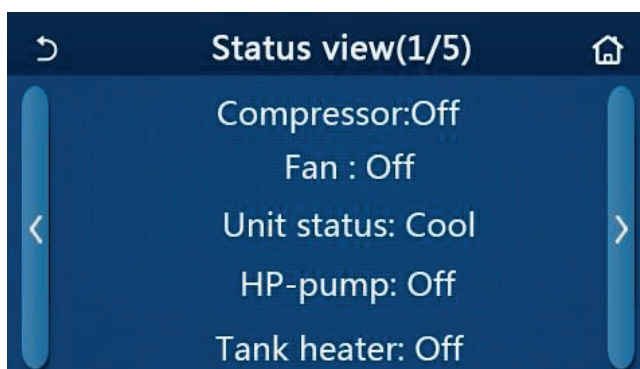 Status view(1/5)
Compressor:Off
Fan : Off
Unit status: Cool
HP-pump: Off
Tank heater: Off